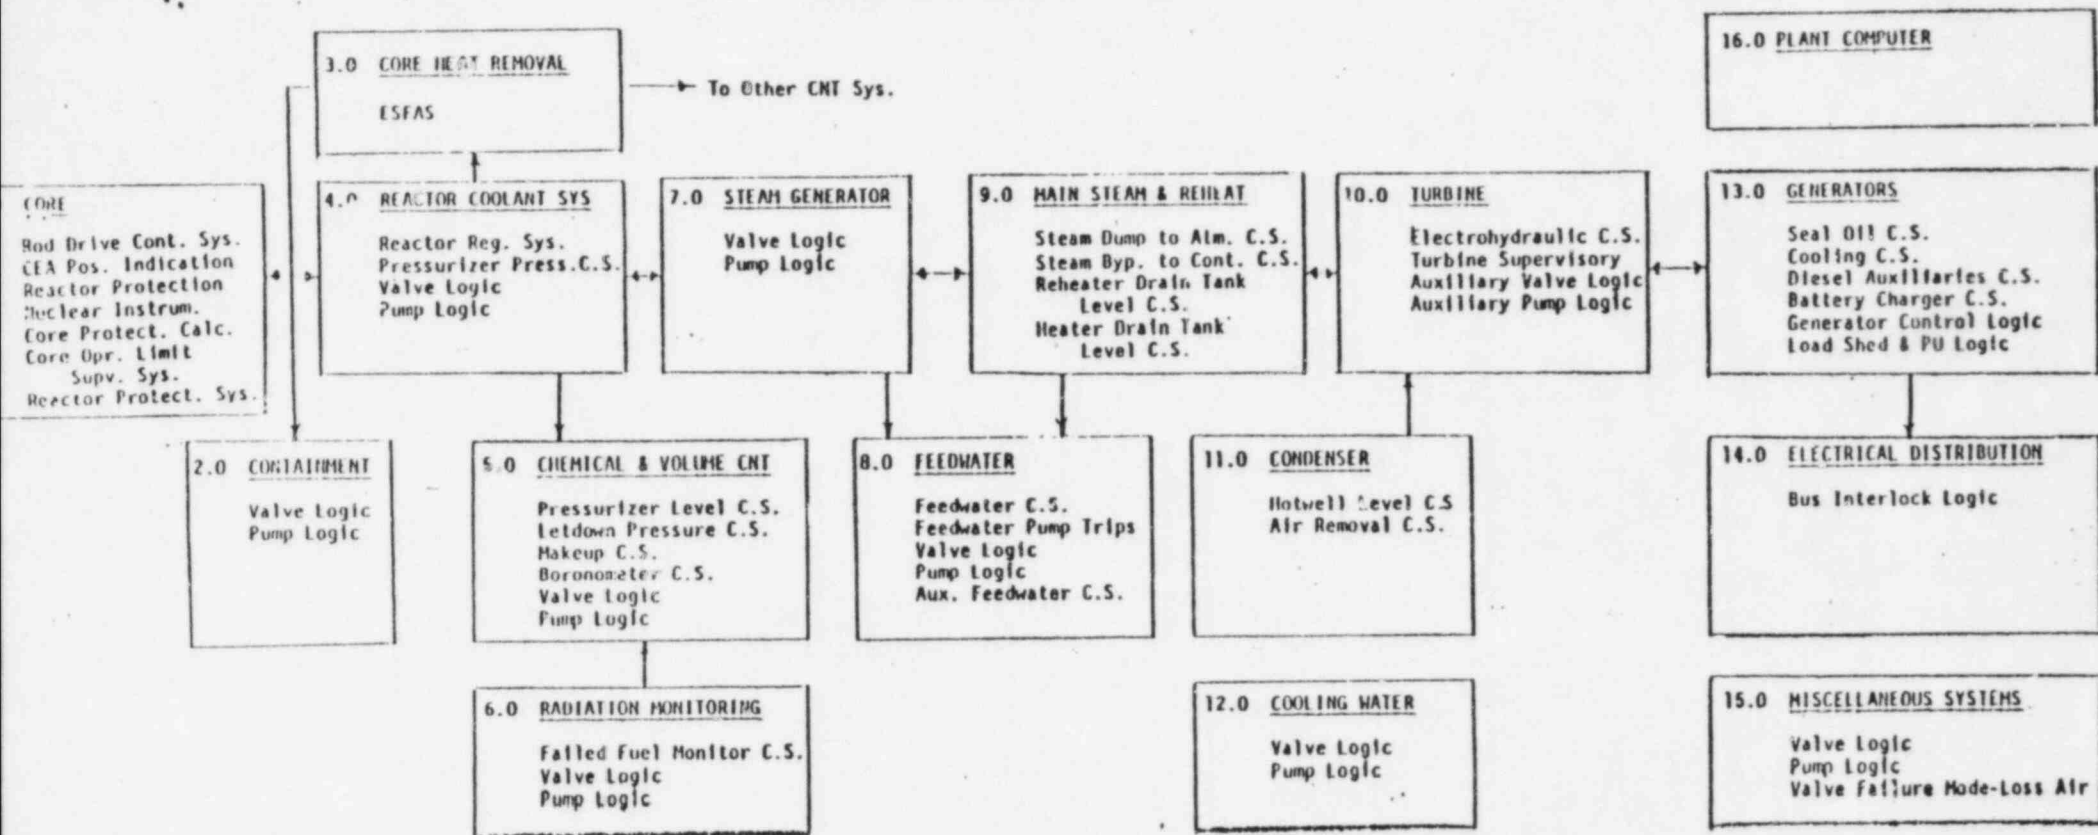 3.0 CORE HEAT REMOVAL
ESFAS
To Other CNT Sys.
16.0 PLANT COMPUTER
CORE
Rod Drive Cont. Sys.
CEA Pos. Indication
Reactor Protection
Nuclear Instrum.
Core Protect. Calc.
Core Opr. Limit
Supv. Sys.
Reactor Protect. Sys.
4.0 REACTOR COOLANT SYS
Reactor Reg. Sys.
Pressurizer Press.C.S.
Valve Logic
Pump Logic
7.0 STEAM GENERATOR
Valve Logic
Pump Logic
9.0 MAIN STEAM & REHEAT
Steam Dump to Atm. C.S.
Steam Byp. to Cont. C.S.
Reheater Drain Tank
Level C.S.
Heater Drain Tank
Level C.S.
10.0 TURBINE
Electrohydraulic C.S.
Turbine Supervisory
Auxiliary Valve Logic
Auxiliary Pump Logic
13.0 GENERATORS
Seal Oil C.S.
Cooling C.S.
Diesel Auxiliaries C.S.
Battery Charger C.S.
Generator Control Logic
Load Shed & PU Logic
2.0 CONTAINMENT
Valve Logic
Pump Logic
5.0 CHEMICAL & VOLUME CNT
Pressurizer Level C.S.
Letdown Pressure C.S.
Makeup C.S.
Boronometer C.S.
Valve Logic
Pump Logic
8.0 FEEDWATER
Feedwater C.S.
Feedwater Pump Trips
Valve Logic
Pump Logic
Aux. Feedwater C.S.
11.0 CONDENSER
Hotwell Level C.S
Air Removal C.S.
14.0 ELECTRICAL DISTRIBUTION
Bus Interlock Logic
6.0 RADIATION MONITORING
Failed Fuel Monitor C.S.
Valve Logic
Pump Logic
12.0 COOLING WATER
Valve Logic
Pump Logic
15.0 MISCELLANEOUS SYSTEMS
Valve Logic
Pump Logic
Valve Failure Mode-Loss Air